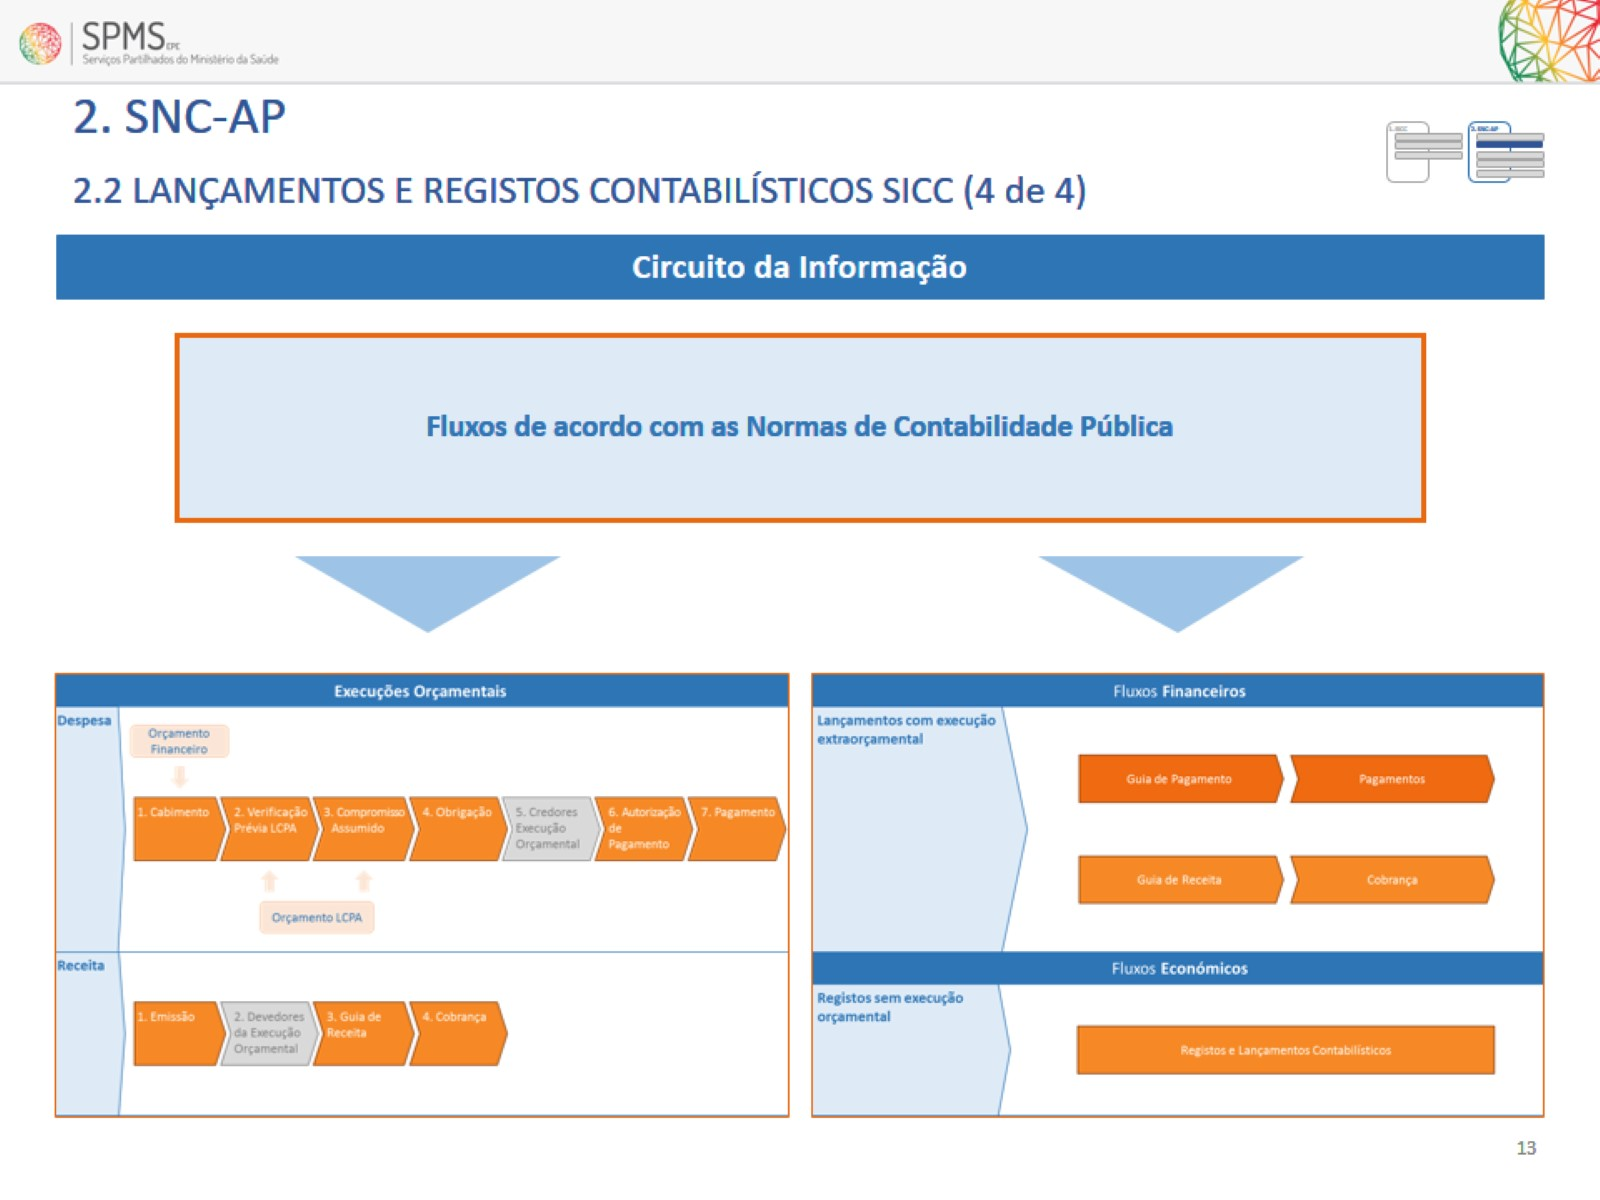 SPMS EPE
Serviços Partilhados do Ministério da Saúde
2. SNC-AP
2.2 LANÇAMENTOS E REGISTOS CONTABILÍSTICOS SICC (4 de 4)
2. SNC-AP
Circuito da Informação
Fluxos de acordo com as Normas de Contabilidade Pública
Execuções Orçamentais
Despesa
Orçamento
Financeiro
1. Cabimento
2. Verificação
Prévia LCPA
3. Compromisso
Assumido
4. Obrigação
5. Credores
Execução
Orçamental
6. Autorização
de
Pagamento
7. Pagamento
Orçamento LCPA
Receita
1. Emissão
2. Devedores
da Execução
Orçamental
3. Guia de
Receita
4. Cobrança
Fluxos Financeiros
Lançamentos com execução
extraorçamental
Guia de Pagamento
Pagamentos
Guia de Receita
Cobrança
Fluxos Económicos
Registos sem execução
orçamental
Registos e Lançamentos Contabilísticos
13